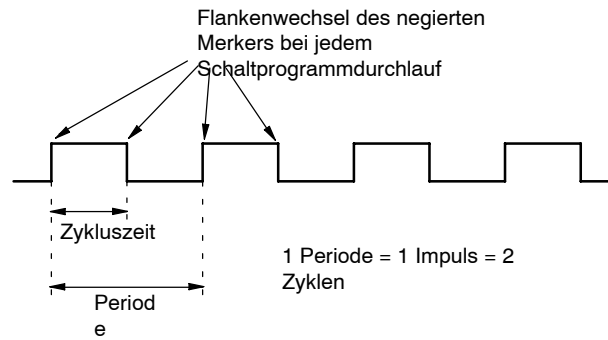 Flankenwechsel des negierten
Merkers bei jedem
Schaltprogrammdurchlauf
Zykluszeit
1 Periode = 1 Impuls = 2
Zyklen
Period
e